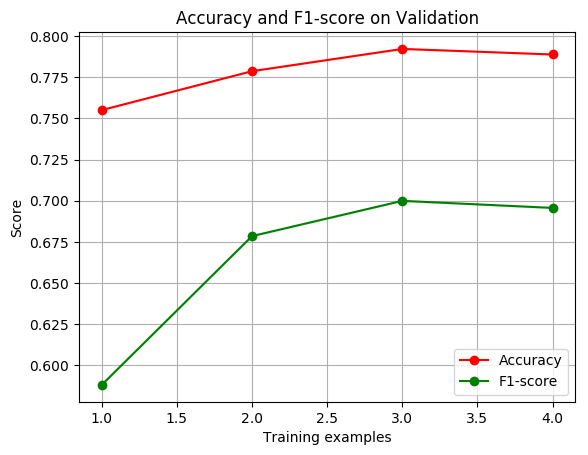 Accuracy and F1-score on Validation
0.800
0.775
0.750
0.725
0.700
0.675
0.650
0.625
0.600
Score
1.0 1.5 2.0 2.5 3.0 3.5 4.0
Training examples
Accuracy
F1-score